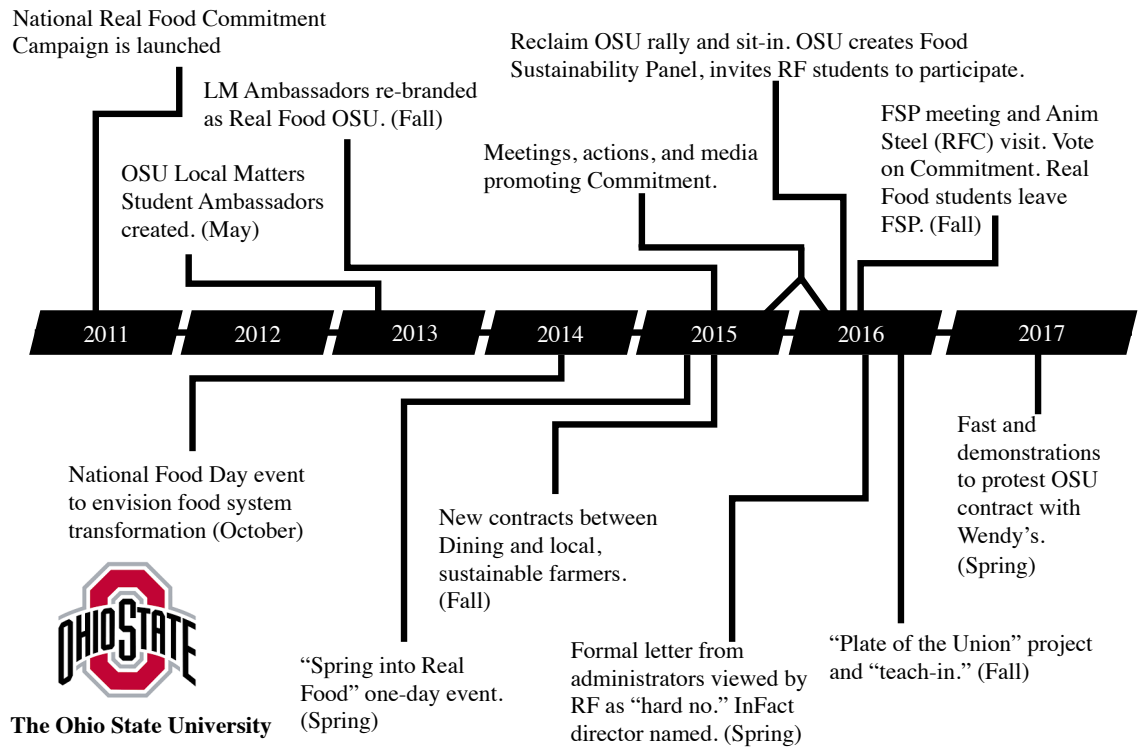 National Real Food Commitment
Campaign is launched
LM Ambassadors re-branded
as Real Food OSU. (Fall)
OSU Local Matters
Student Ambassadors
created. (May)
Reclaim OSU rally and sit-in. OSU creates Food
Sustainability Panel, invites RF students to participate.
Meetings, actions, and media
promoting Commitment.
FSP meeting and Anim
Steel (RFC) visit. Vote
on Commitment. Real
Food students leave
FSP. (Fall)
2011
2012
2013
2014
2015
2016
2017
National Food Day event
to envision food system
transformation (October)
“Spring into Real
Food” one-day event.
(Spring)
New contracts between
Dining and local,
sustainable farmers.
(Fall)
Formal letter from
administrators viewed by
RF as “hard no.” InFact
director named. (Spring)
“Plate of the Union” project
and “teach-in.” (Fall)
Fast and
demonstrations
to protest OSU
contract with
Wendy’s.
(Spring)
OHIO STATE
The Ohio State University